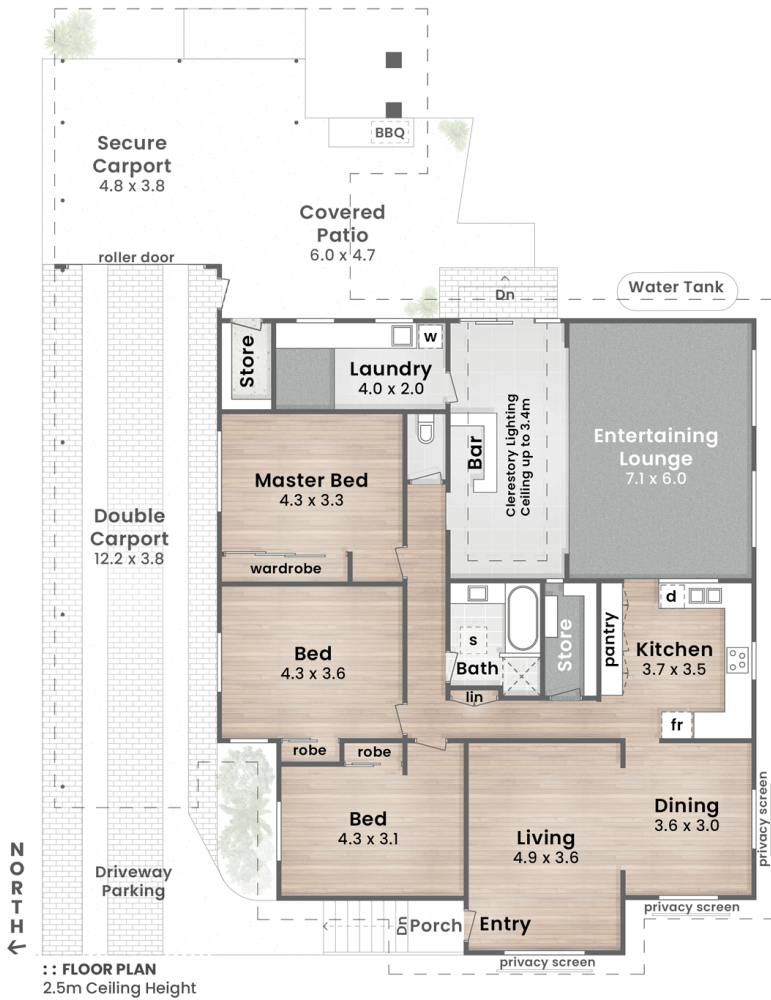 BBQ
Secure
Carport
4.8 x 3.8
Covered
Patio
6.0 x 4.7
roller door
Dn
Water Tank
Store
w
Laundry
4.0 x 2.0
Bar
Clerestory Lighting
Ceiling up to 3.4m
Entertaining
Lounge
7.1 x 6.0
Master Bed
4.3 x 3.3
Double
Carport
12.2 x 3.8
wardrobe
Bed
4.3 x 3.6
s
Bath
Store
pantry
d
Kitchen
3.7 x 3.5
lin
fr
robe
robe
Bed
4.3 x 3.1
Living
4.9 x 3.6
Dining
3.6 x 3.0
privacy screen
Driveway
Parking
privacy screen
Dn
Porch
Entry
privacy screen
NORTH
:: FLOOR PLAN
2.5m Ceiling Height